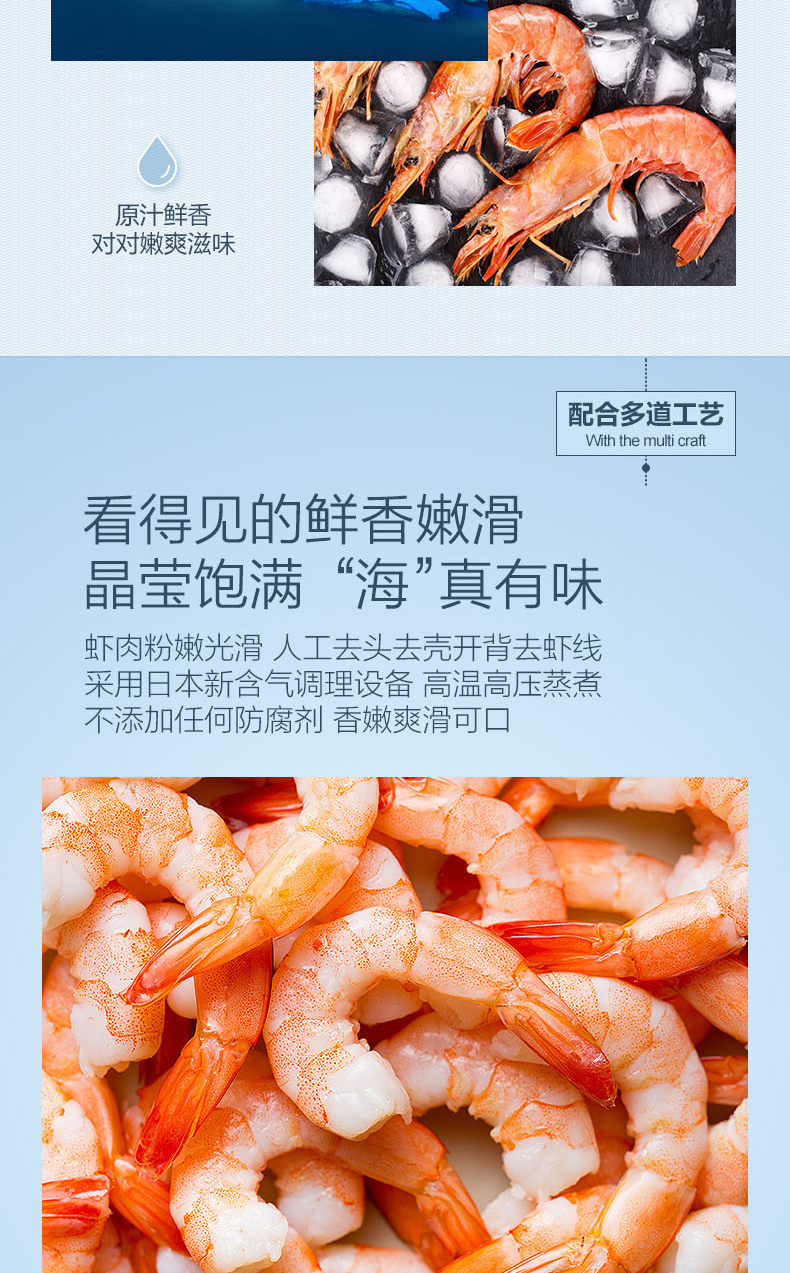 原汁鲜香
对对嫩爽滋味
配合多道工艺
With the multi craft
看得见的鲜香嫩滑
晶莹饱满 “海”真有味
虾肉粉嫩光滑 人工去头去壳开背去虾线
采用日本新含气调理设备 高温高压蒸煮
不添加任何防腐剂 香嫩爽滑可口